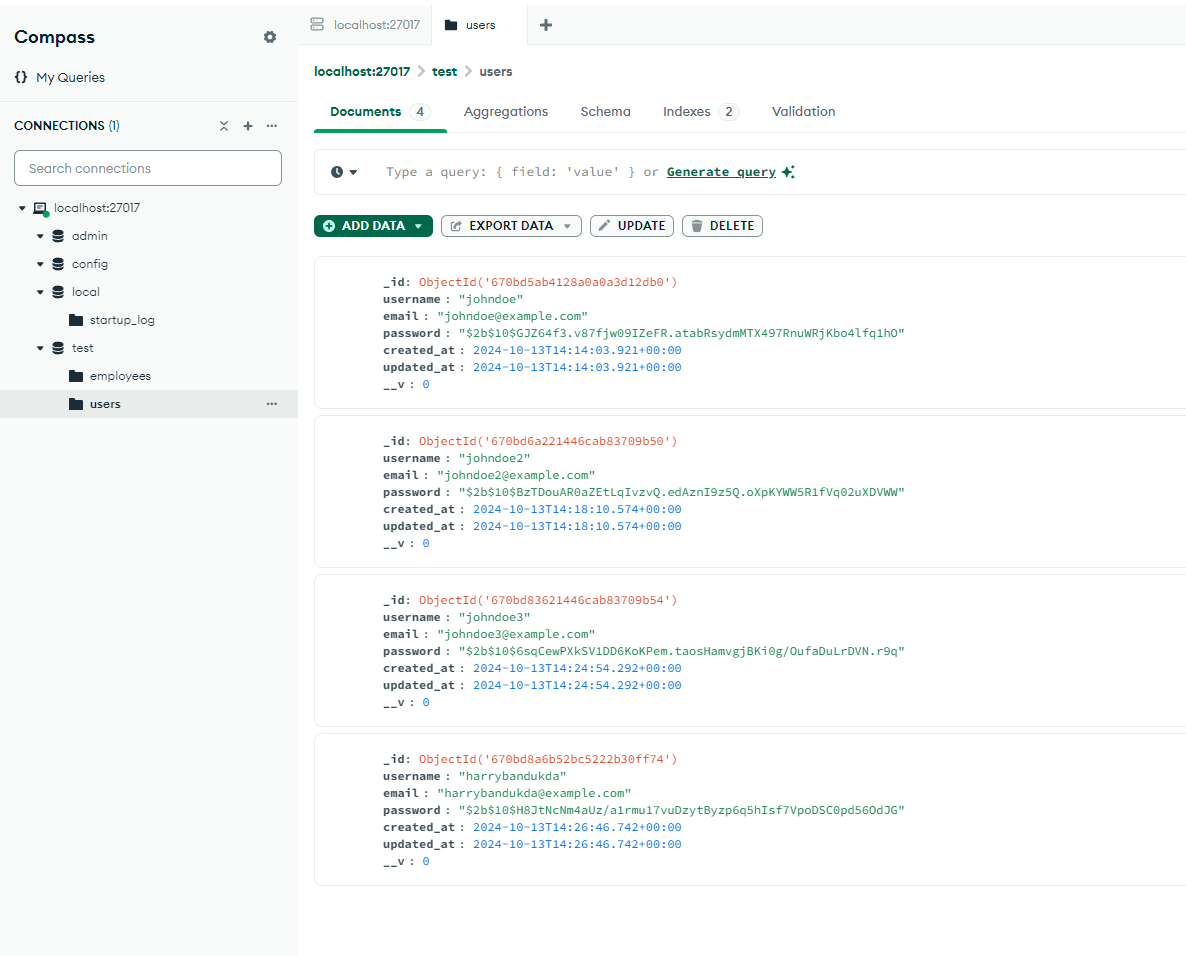 Compass
{} My Queries
CONNECTIONS (1)
Search connections
localhost:27017
admin
config
local
startup_log
test
employees
users
localhost:27017
users
localhost:27017 > test > users
Documents 4 Aggregations Schema Indexes 2 Validation
Type a query: { field: 'value' } or Generate query
ADD DATA EXPORT DATA UPDATE DELETE
_id: ObjectId('670bd5ab4128a0a0a3d12db0')
username : "johndoe"
email : "johndoe@example.com"
password : "$2b$10$GJZ64f3.v87fjw09IZeFR.atabRsydmMTX497RnuWRjKbo4lfq1hO"
created_at : 2024-10-13T14:14:03.921+00:00
updated_at : 2024-10-13T14:14:03.921+00:00
__v : 0
_id: ObjectId('670bd6a221446cab83709b50')
username : "johndoe2"
email : "johndoe2@example.com"
password : "$2b$10$BzTDouAR0aZEtLqIvzvQ.edAznI9z5Q.oXpKYWW5R1fVq02uXDVWW"
created_at : 2024-10-13T14:18:10.574+00:00
updated_at : 2024-10-13T14:18:10.574+00:00
__v : 0
_id: ObjectId('670bd83621446cab83709b54')
username : "johndoe3"
email : "johndoe3@example.com"
password : "$2b$10$6sqCewPXkSV1DD6KoKPem.taosHamvgjBKi0g/OufaDuLrDVN.r9q"
created_at : 2024-10-13T14:24:54.292+00:00
updated_at : 2024-10-13T14:24:54.292+00:00
__v : 0
_id: ObjectId('670bd8a6b52bc5222b30ff74')
username : "harrybandukda"
email : "harrybandukda@example.com"
password : "$2b$10$H8JtNcNm4aUz/a1rmu17vuDzytByzp6q5hIsf7VpoDSC0pd56OdJG"
created_at : 2024-10-13T14:26:46.742+00:00
updated_at : 2024-10-13T14:26:46.742+00:00
__v : 0